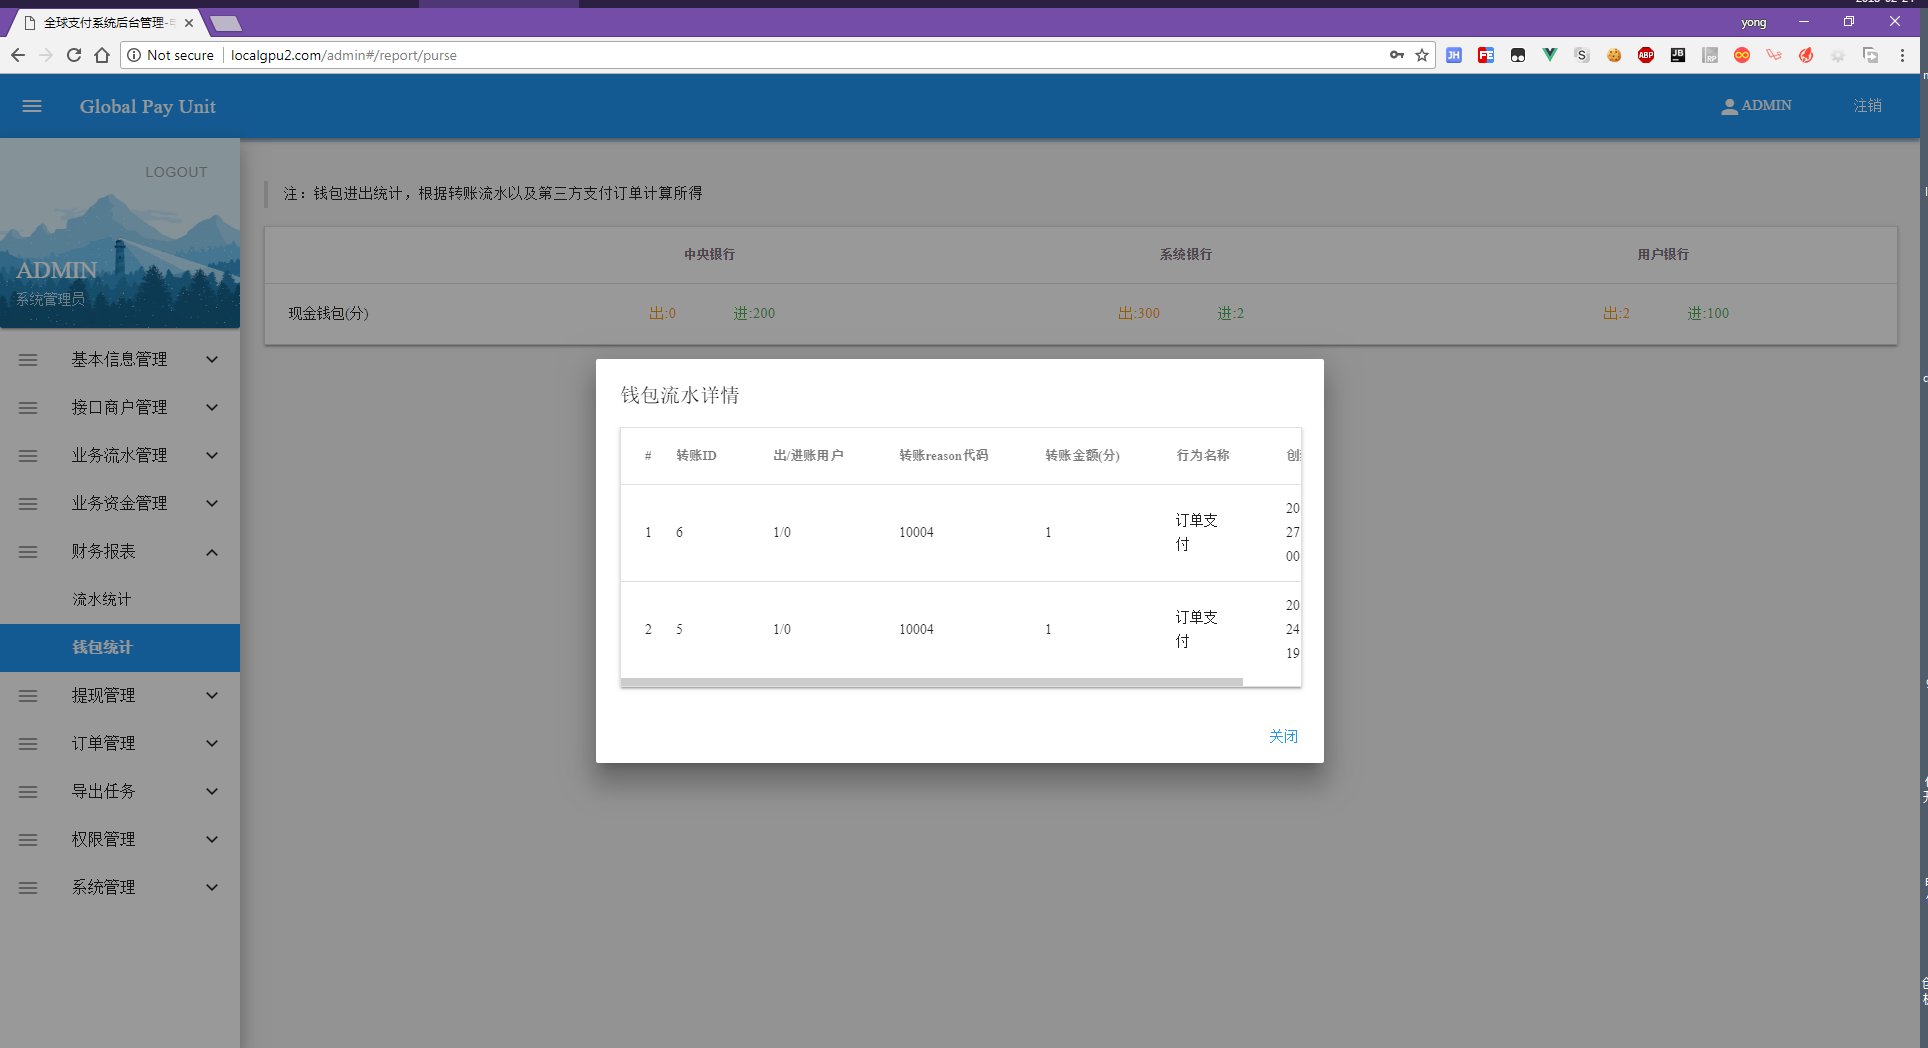 全球支付系统后台管理-
yong
Not secure
localgpu2.com/admin#/report/purse
Global Pay Unit
ADMIN
注销
LOGOUT
ADMIN
系统管理员
基本信息管理
接口商户管理
业务流水管理
业务资金管理
财务报表
流水统计
钱包统计
提现管理
订单管理
导出任务
权限管理
系统管理
注：钱包进出统计，根据转账流水以及第三方支付订单计算所得
中央银行 系统银行 用户银行
现金钱包(分) 出:0 进:200 出:300 进:2 出:2 进:100
钱包流水详情
# 转账ID 出/进账用户 转账reason代码 转账金额(分) 行为名称 创
1 6 1/0 10004 1 订单支付 20
27
00
2 5 1/0 10004 1 订单支付 20
24
19
关闭